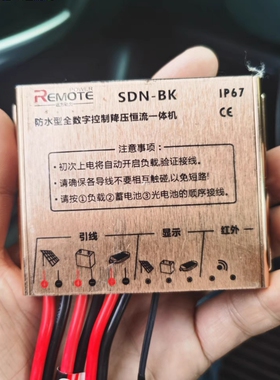 POWER
REMOTE
SDN-BK
IP67
CE
防水型全数字控制降压恒流一体机
注意事项：
•初次上电将自动开启负载，验证接线。
•请确保各导线不要相互触碰，以免短路！
•请按①负载②蓄电池③光电池的顺序接线。
引线
显示
红外